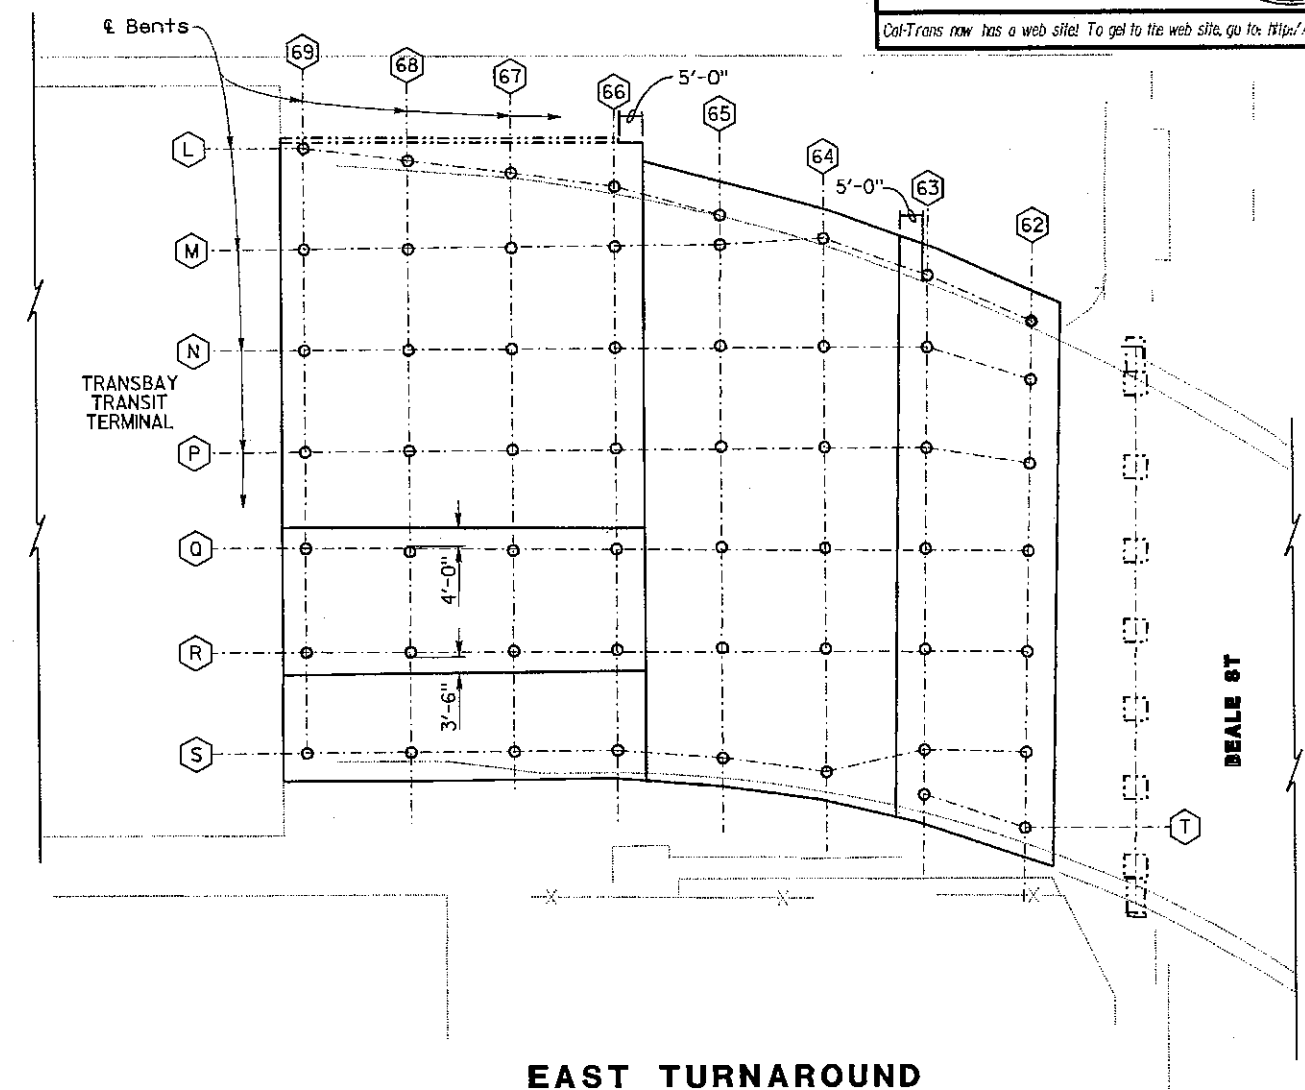 Cal-Trans now has a web site! To get to the web site, go to: http:/
℄ Bents
69
68
67
66
5'-0"
65
64
5'-0"
63
62
L
M
N
TRANSBAY
TRANSIT
TERMINAL
P
Q
4'-0"
R
3'-6"
S
T
BEALE ST
X
X
X
EAST TURNAROUND